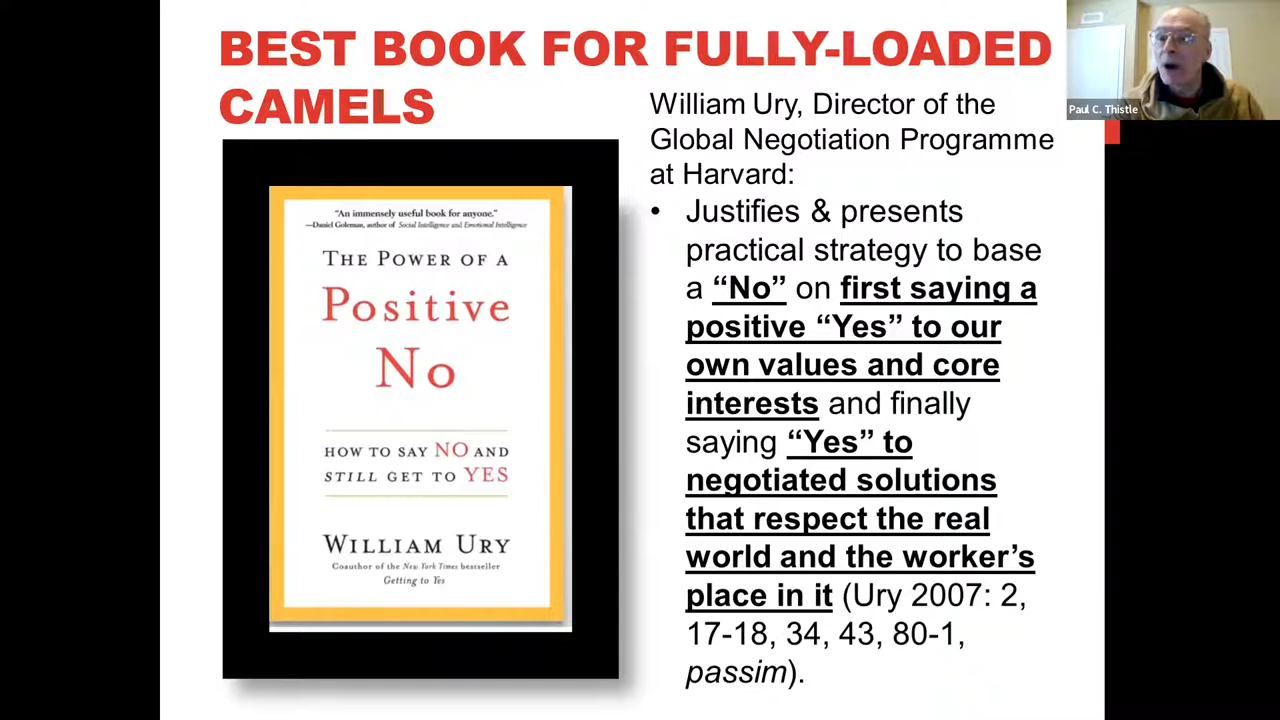 BEST BOOK FOR FULLY-LOADED
CAMELS
William Ury, Director of the
Global Negotiation Programme
at Harvard:
• Justifies & presents
practical strategy to base
a “No” on first saying a
positive “Yes” to our
own values and core
interests and finally
saying “Yes” to
negotiated solutions
that respect the real
world and the worker’s
place in it (Ury 2007: 2,
17-18, 34, 43, 80-1,
passim).
“An immensely useful book for anyone.”
—Daniel Goleman, author of Social Intelligence and Emotional Intelligence
THE POWER OF A
Positive
No
HOW TO SAY NO AND
STILL GET TO YES
WILLIAM URY
Coauthor of the New York Times bestseller
Getting to Yes
Paul C. Thistle